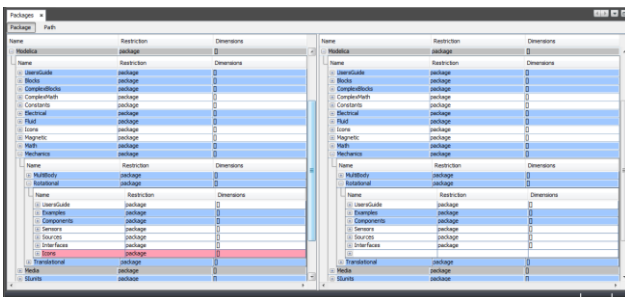 Packages ×
Package Path
Name Restriction Dimensions
Modelica package []
Name Restriction Dimensions
UsersGuide package []
Blocks package []
ComplexBlocks package []
ComplexMath package []
Constants package []
Electrical package []
Fluid package []
Icons package []
Magnetic package []
Math package []
Mechanics package []
Name Restriction Dimensions
MultiBody package []
Rotational package []
Name Restriction Dimensions
UsersGuide package []
Examples package []
Components package []
Sensors package []
Sources package []
Interfaces package []
Icons package []
Translational package []
Media package []
SIunits package []
Name Restriction Dimensions
Modelica package []
Name Restriction Dimensions
UsersGuide package []
Blocks package []
ComplexBlocks package []
ComplexMath package []
Constants package []
Electrical package []
Fluid package []
Icons package []
Magnetic package []
Math package []
Mechanics package []
Name Restriction Dimensions
MultiBody package []
Rotational package []
Name Restriction Dimensions
UsersGuide package []
Examples package []
Components package []
Sensors package []
Sources package []
Interfaces package []
Translational package []
Media package []
SIunits package []